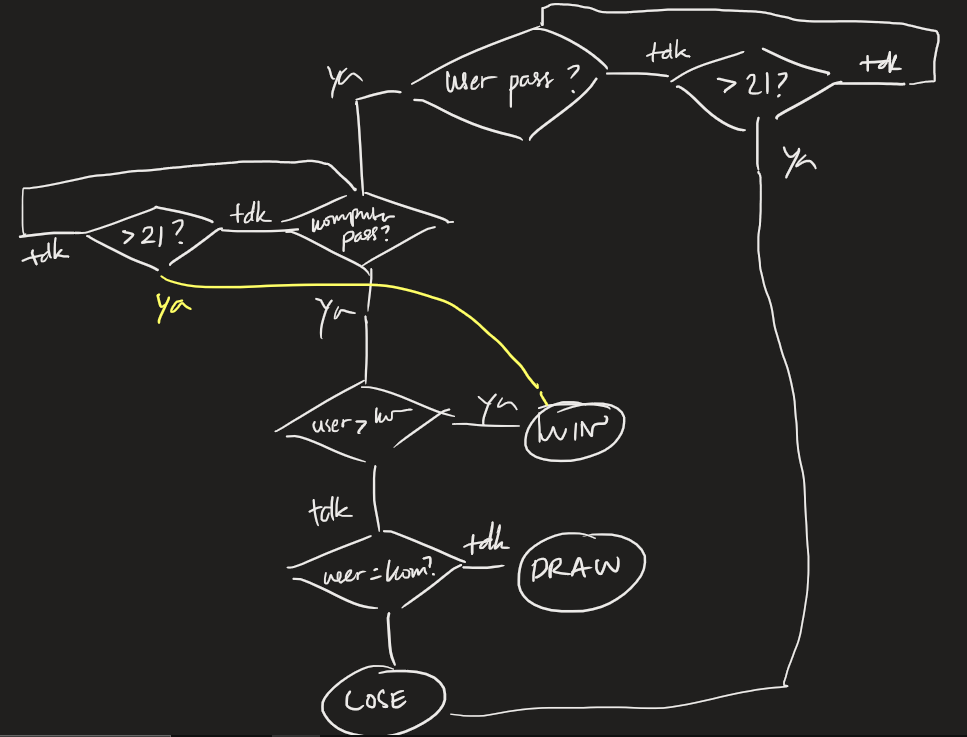 tdk
user pass ?
> 21 ?
tdk
ya
ya
tdk
komputer
pass?
> 21 ?
tdk
ya
ya
user >
ya
WIN
tdk
user = kom?
tdk
DRAW
LOSE